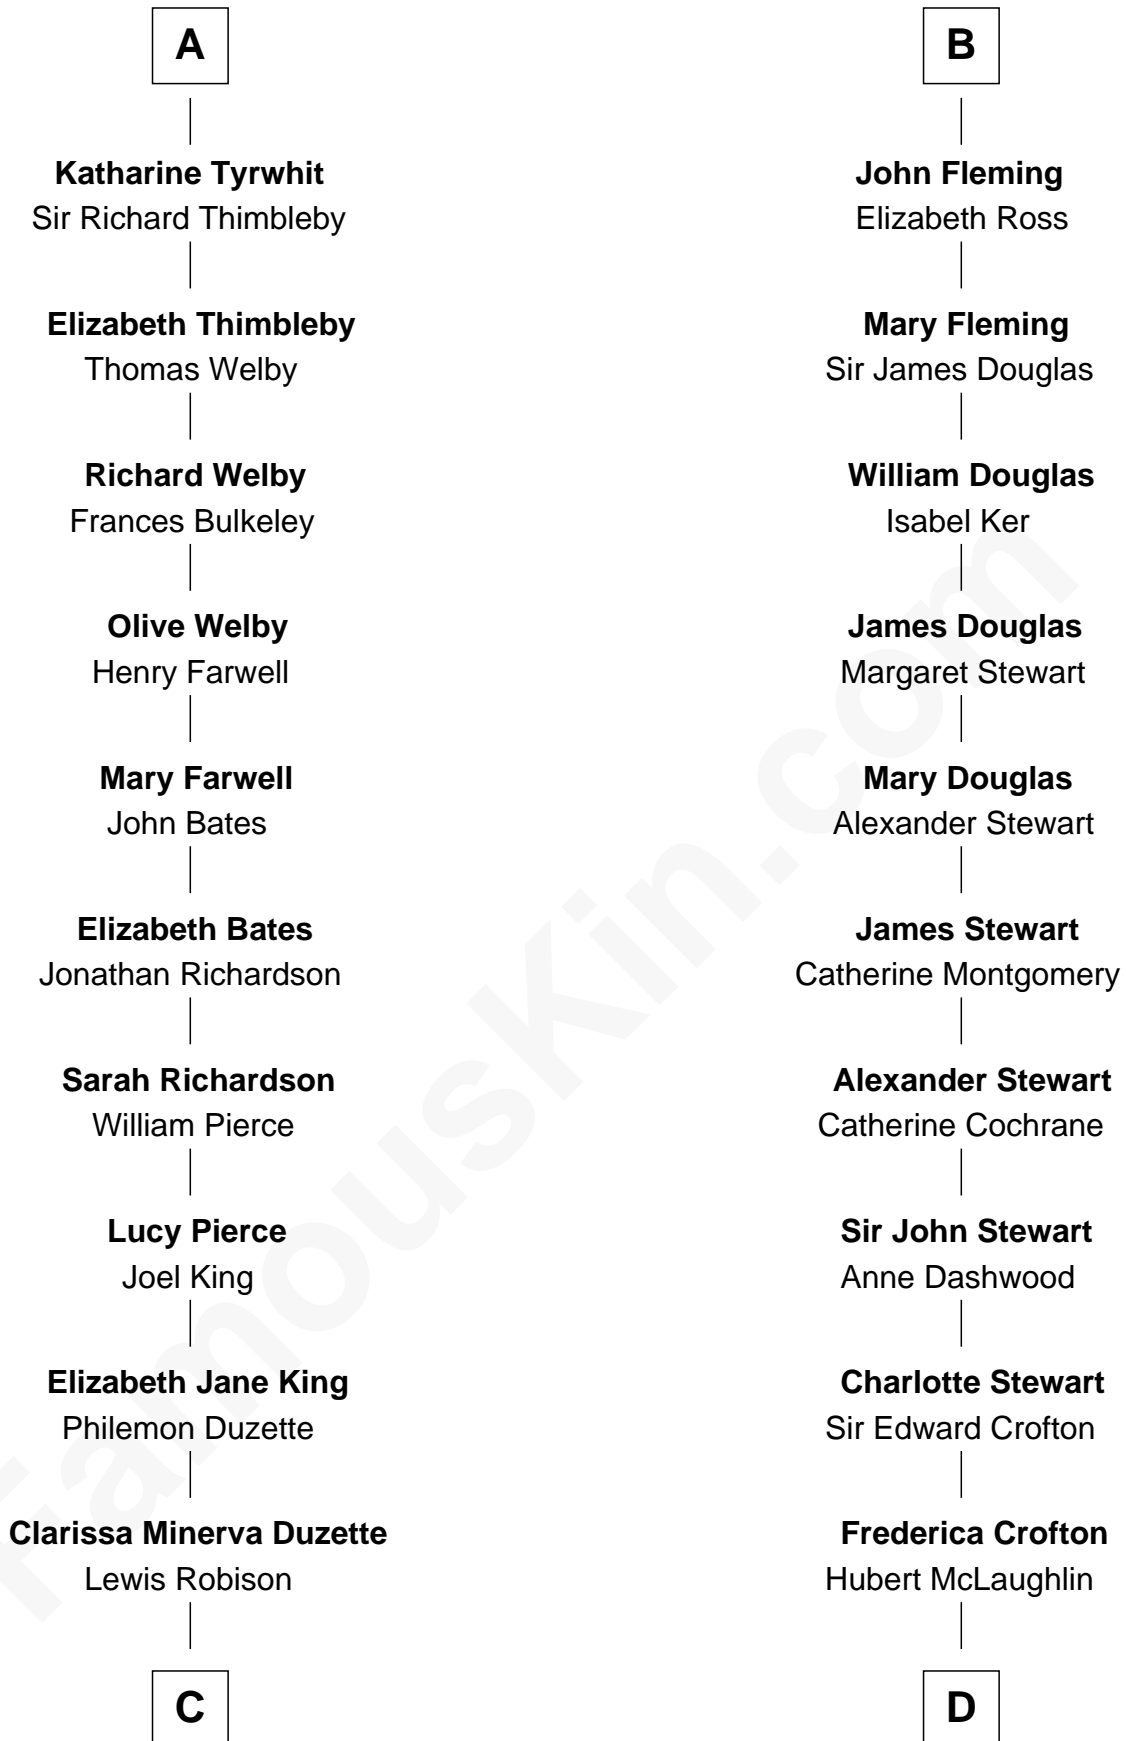 A
Katharine Tyrwhit
Sir Richard Thimbleby
Elizabeth Thimbleby
Thomas Welby
Richard Welby
Frances Bulkeley
Olive Welby
Henry Farwell
Mary Farwell
John Bates
Elizabeth Bates
Jonathan Richardson
Sarah Richardson
William Pierce
Lucy Pierce
Joel King
Elizabeth Jane King
Philemon Duzette
Clarissa Minerva Duzette
Lewis Robison
C
B
John Fleming
Elizabeth Ross
Mary Fleming
Sir James Douglas
William Douglas
Isabel Ker
James Douglas
Margaret Stewart
Mary Douglas
Alexander Stewart
James Stewart
Catherine Montgomery
Alexander Stewart
Catherine Cochrane
Sir John Stewart
Anne Dashwood
Charlotte Stewart
Sir Edward Crofton
Frederica Crofton
Hubert McLaughlin
D
FamousKin.com